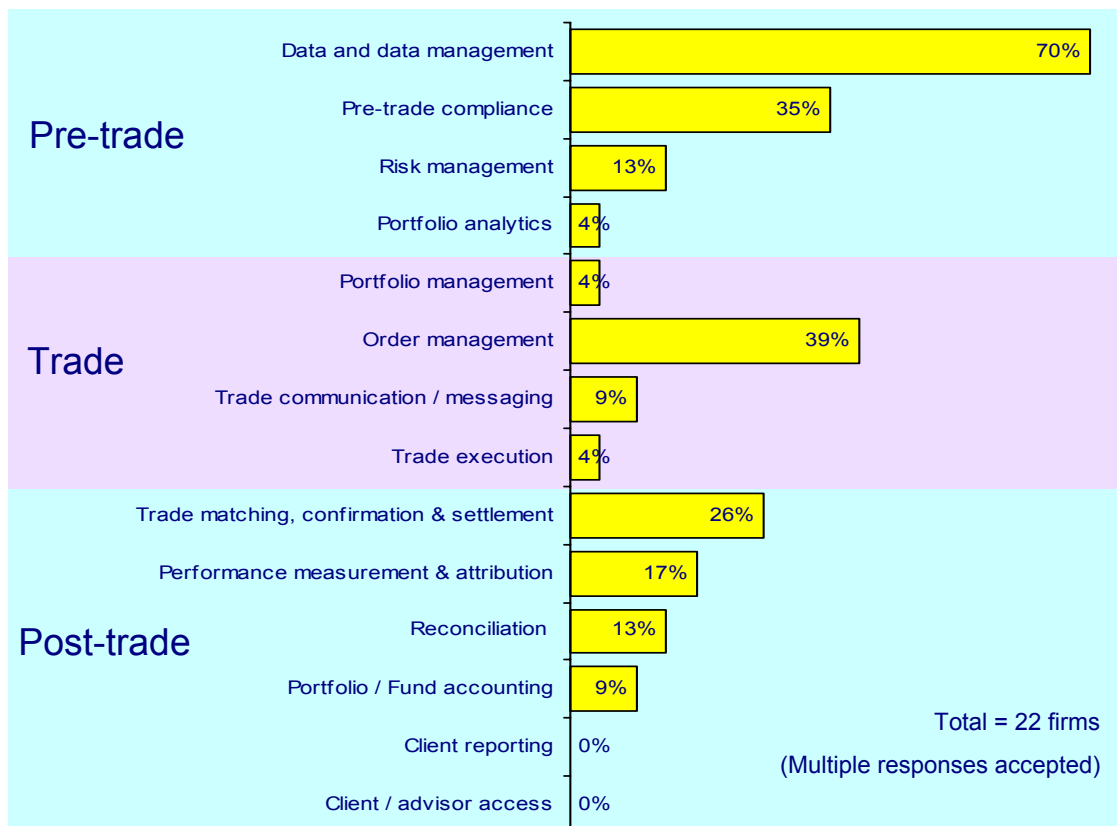 Pre-trade
Data and data management 70%
Pre-trade compliance 35%
Risk management 13%
Portfolio analytics 4%
Trade
Portfolio management 4%
Order management 39%
Trade communication / messaging 9%
Trade execution 4%
Post-trade
Trade matching, confirmation & settlement 26%
Performance measurement & attribution 17%
Reconciliation 13%
Portfolio / Fund accounting 9%
Client reporting 0%
Client / advisor access 0%
Total = 22 firms
(Multiple responses accepted)